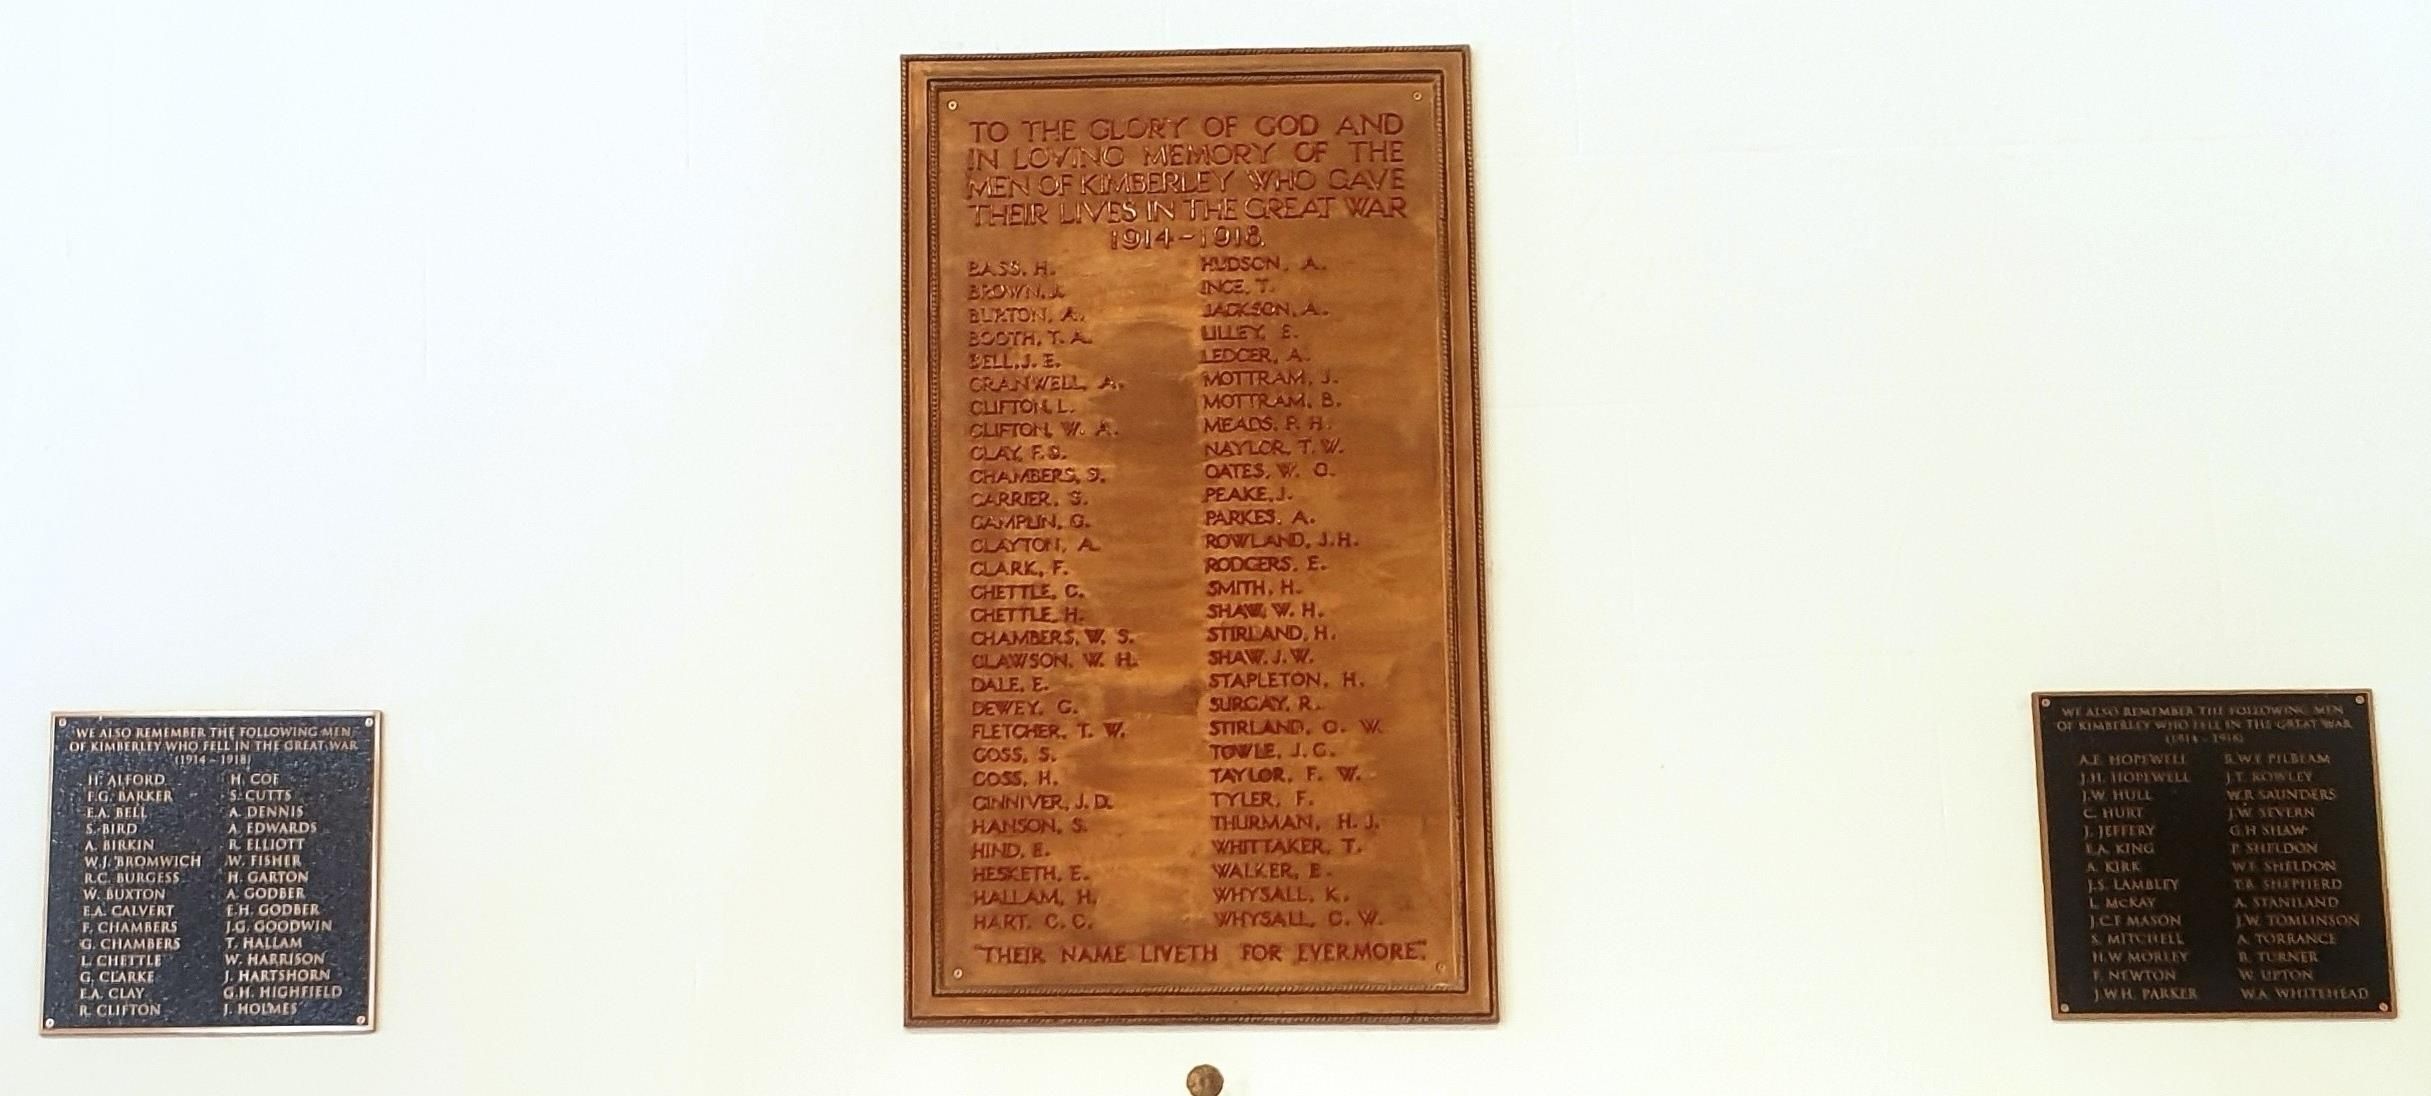 WE ALSO REMEMBER THE FOLLOWING MEN
OF KIMBERLEY WHO FELL IN THE GREAT WAR
(1914 - 1918)
H. ALFORD
F.G. BARKER
E.A. BELL
S. BIRD
A. BIRKIN
W.J. BROMWICH
R.C. BURGESS
W. BUXTON
E.A. CALVERT
F. CHAMBERS
G. CHAMBERS
L. CHETTLE
G. CLARKE
E.A. CLAY
R. CLIFTON
H. COE
S. CUTTS
A. DENNIS
A. EDWARDS
R. ELLIOTT
W. FISHER
H. GARTON
A. GODBER
E.H. GODBER
J.G. GOODWIN
T. HALLAM
W. HARRISON
J. HARTSHORN
G.H. HIGHFIELD
J. HOLMES
TO THE GLORY OF GOD AND
IN LOVING MEMORY OF THE
MEN OF KIMBERLEY WHO GAVE
THEIR LIVES IN THE GREAT WAR
1914-1918.
BASS, H.
BROWN, J.
BURTON, A.
BOOTH, T. A.
BELL, J. E.
CRANWELL, A.
CLIFTON, L.
CLIFTON, W. A.
CLAY, F. S.
CHAMBERS, S.
CARRIER, S.
CAMPLIN, G.
CLAYTON, A.
CLARK, F.
CHETTLE, C.
CHETTLE, H.
CHAMBERS, W. S.
CLAWSON, W. H.
DALE, E.
DEWEY, G.
FLETCHER, T. W.
GOSS, S.
GOSS, H.
GINNIVER, J. D.
HANSON, S.
HIND, E.
HESKETH, E.
HALLAM, H.
HART, C. C.
HUDSON, A.
INCE, T.
JACKSON, A.
LILLEY, E.
LEDGER, A.
MOTTRAM, J.
MOTTRAM, B.
MEADS, P. H.
NAYLOR, T. W.
OATES, W. O.
PEAKE, J.
PARKES, A.
ROWLAND, J. H.
RODGERS, E.
SMITH, H.
SHAW, W. H.
STIRLAND, H.
SHAW, J. W.
STAPLETON, H.
SURGAY, R.
STIRLAND, G. W.
TOWLE, J. G.
TAYLOR, F. W.
TYLER, F.
THURMAN, H. J.
WHITTAKER, T.
WALKER, E.
WHYSALL, K.
WHYSALL, C. W.
"THEIR NAME LIVETH FOR EVERMORE".
WE ALSO REMEMBER THE FOLLOWING MEN
OF KIMBERLEY WHO FELL IN THE GREAT WAR
(1914 - 1918)
A.E. HOPEWELL
J.H. HOPEWELL
J.W. HULL
C. HURT
J. JEFFERY
E.A. KING
A. KIRK
J.S. LAMBLEY
L. McKAY
J.C.F. MASON
S. MITCHELL
H.W. MORLEY
F. NEWTON
J.W.H. PARKER
PILBEAM
J.T. ROWLEY
W.R. SAUNDERS
J.W. SEVERN
G.H. SHAW
P. SHELDON
W.E. SHELDON
T.B. SHEPHERD
A. STANILAND
J.W. TOMLINSON
A. TORRANCE
B. TURNER
W. UPTON
W.A. WHITEHEAD